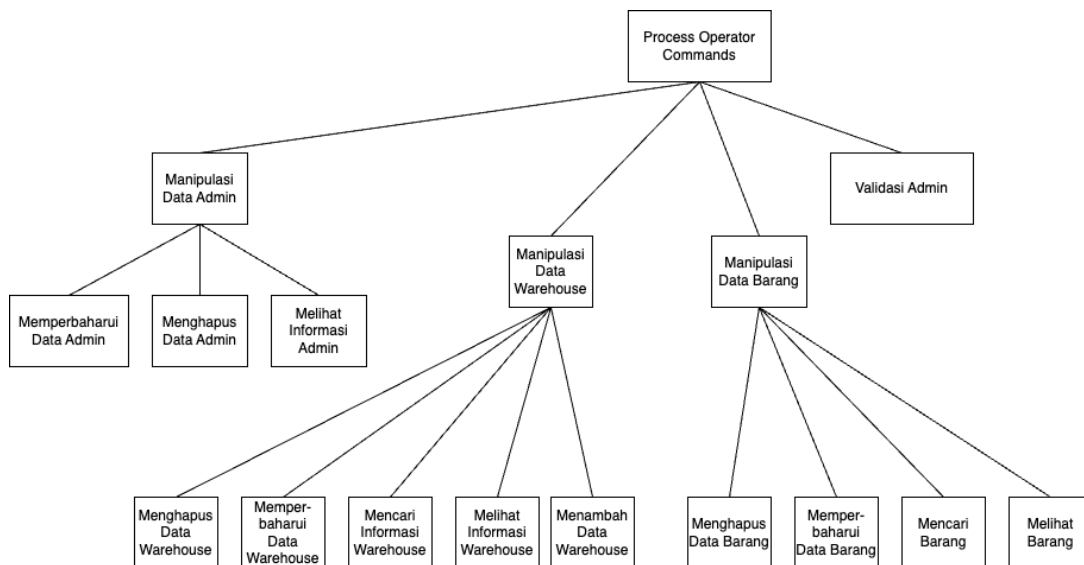 Process Operator
Commands
Manipulasi
Data Admin
Validasi Admin
Manipulasi
Data
Warehouse
Manipulasi
Data Barang
Memperbaharui
Data Admin
Menghapus
Data Admin
Melihat
Informasi
Admin
Menghapus
Data
Warehouse
Memper-
baharui
Data
Warehouse
Mencari
Informasi
Warehouse
Melihat
Informasi
Warehouse
Menambah
Data
Warehouse
Menghapus
Data Barang
Memper-
baharui
Data Barang
Mencari
Barang
Melihat
Barang